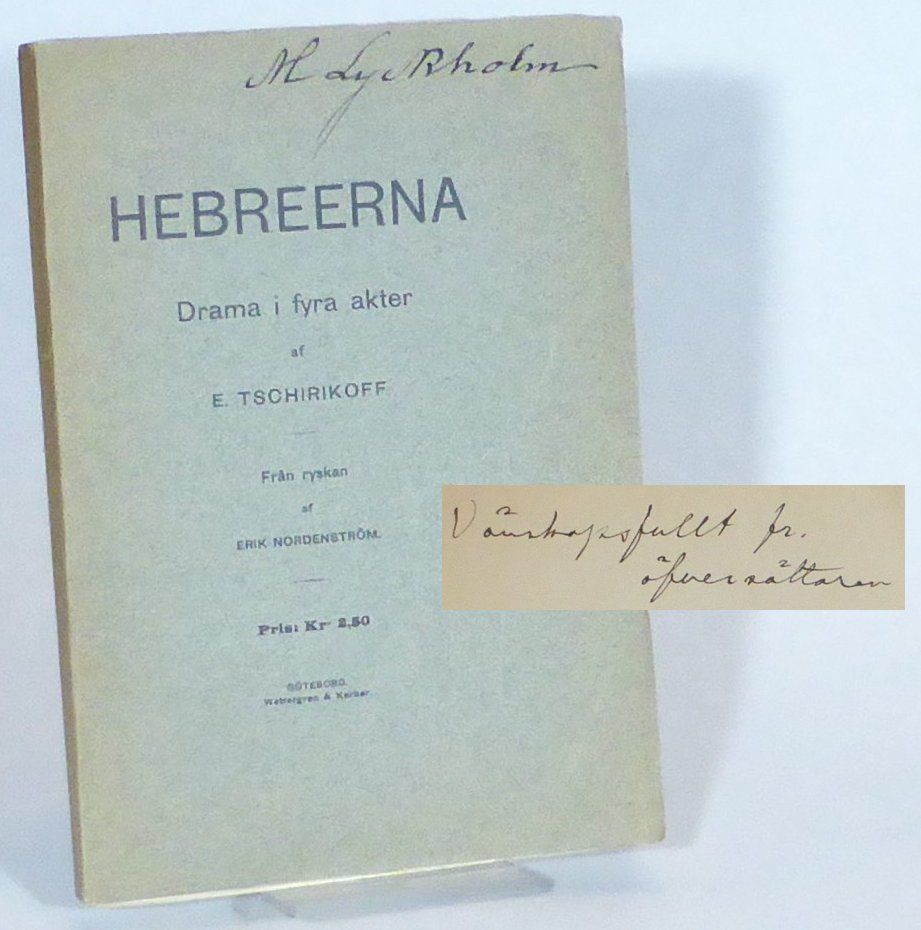 M Lyckholm
HEBREERNA
Drama i fyra akter
af
E. TSCHIRIKOFF
Från ryskan
af
ERIK NORDENSTRÖM.
Pris: Kr 2,50
GÖTEBORG.
Wettergren & Kerber
Vänskapsfullt fr.
öfversättaren